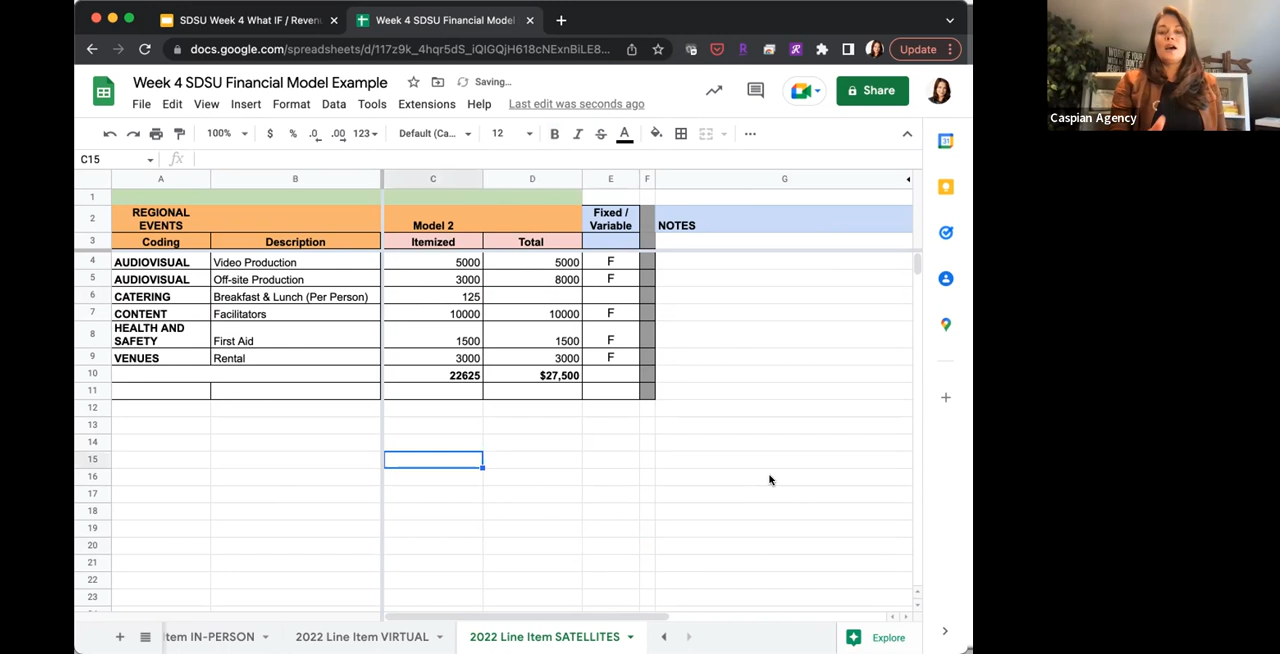 SDSU Week 4 What IF / Revenu
Week 4 SDSU Financial Model
docs.google.com/spreadsheets/d/117z9k_4hqr5dS_iQIGQjH618cNExnBiLE8...
Update
Week 4 SDSU Financial Model Example
Saving...
File Edit View Insert Format Data Tools Extensions Help Last edit was seconds ago
Share
100% $ % .0 .00 123 Default (Ca... 12 B I S A
C15 fx
A B C D E F G
1
2 REGIONAL EVENTS Model 2 Fixed / Variable NOTES
3 Coding Description Itemized Total
4 AUDIOVISUAL Video Production 5000 5000 F
5 AUDIOVISUAL Off-site Production 3000 8000 F
6 CATERING Breakfast & Lunch (Per Person) 125
7 CONTENT Facilitators 10000 10000 F
8 HEALTH AND SAFETY First Aid 1500 1500 F
9 VENUES Rental 3000 3000 F
10 22625 $27,500
11
12
13
14
15
16
17
18
19
20
21
22
23
tem IN-PERSON 2022 Line Item VIRTUAL 2022 Line Item SATELLITES
Explore
Caspian Agency